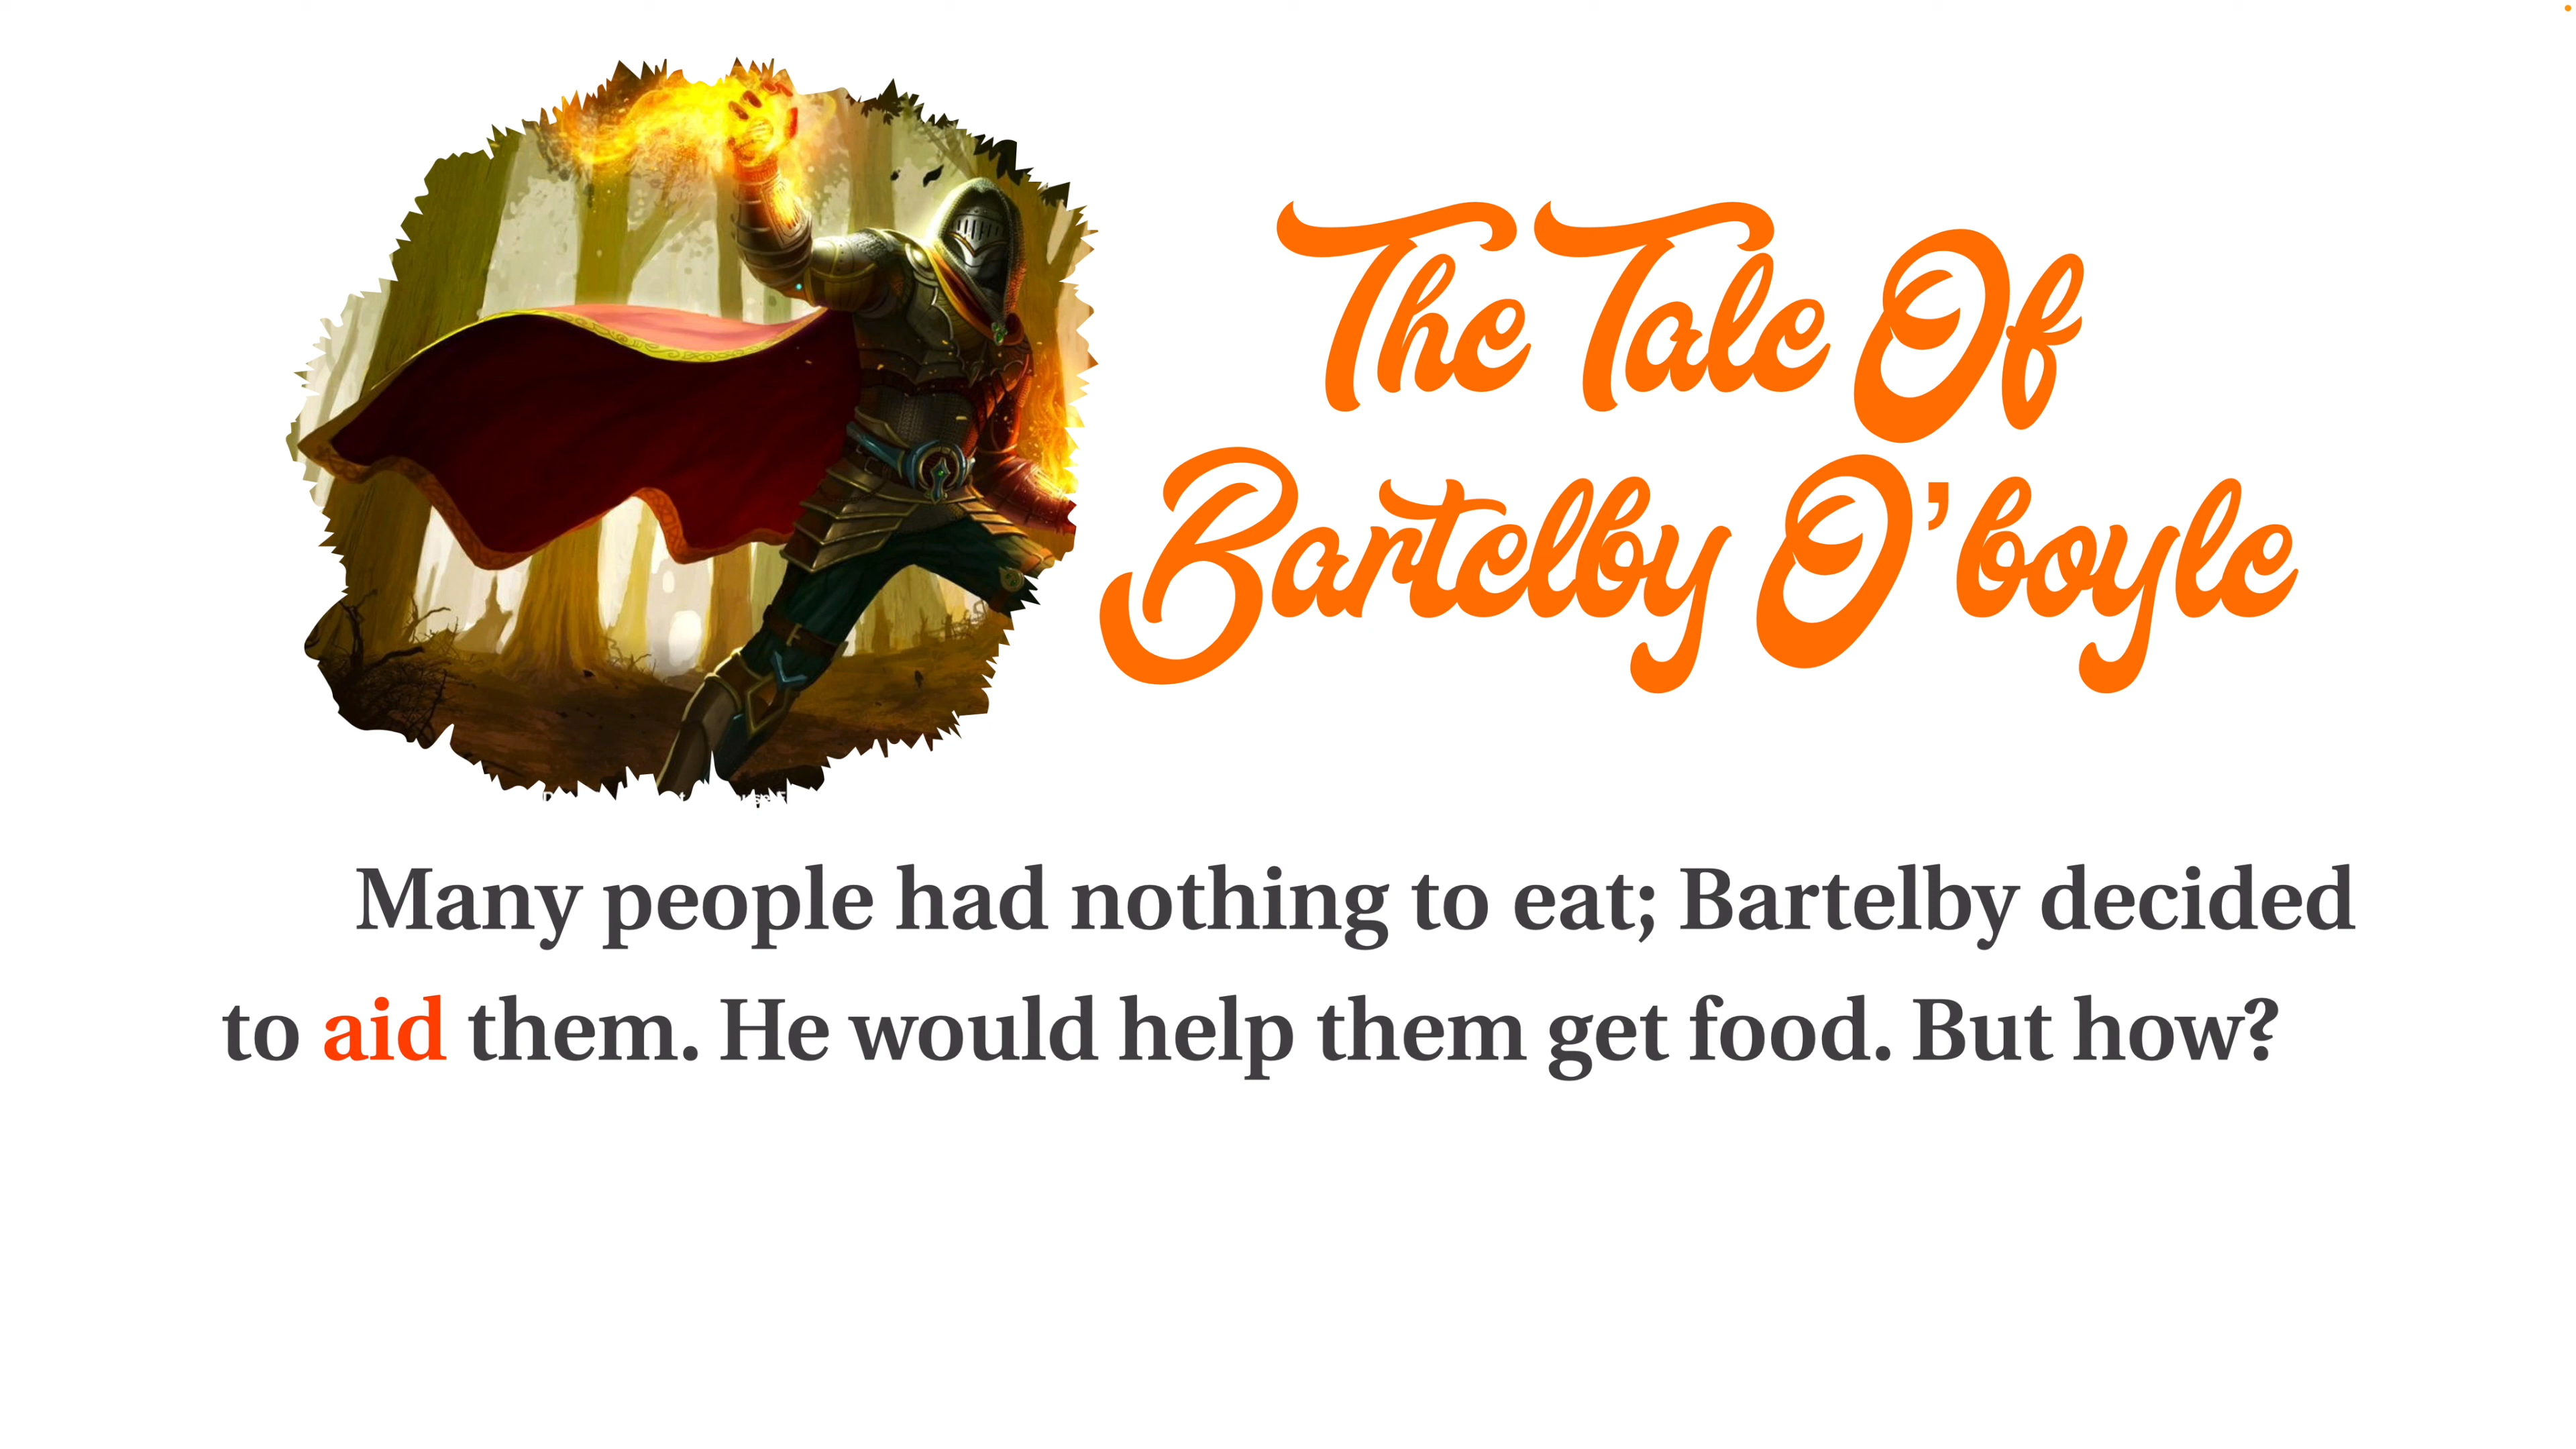 The Tale Of
Bartelby O’boyle
Many people had nothing to eat; Bartelby decided
to aid them. He would help them get food. But how?